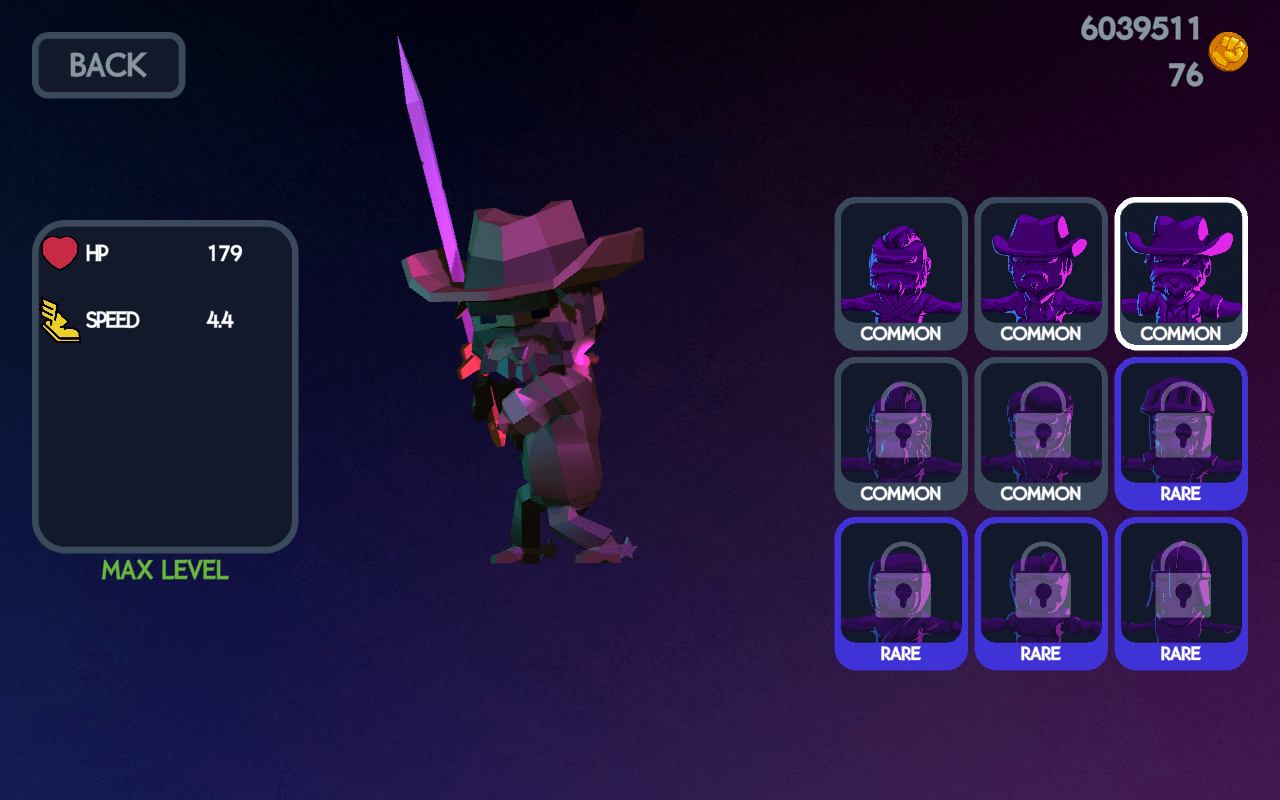 BACK
6039511
76
HP 179
SPEED 4.4
MAX LEVEL
COMMON COMMON COMMON
COMMON COMMON RARE
RARE RARE RARE